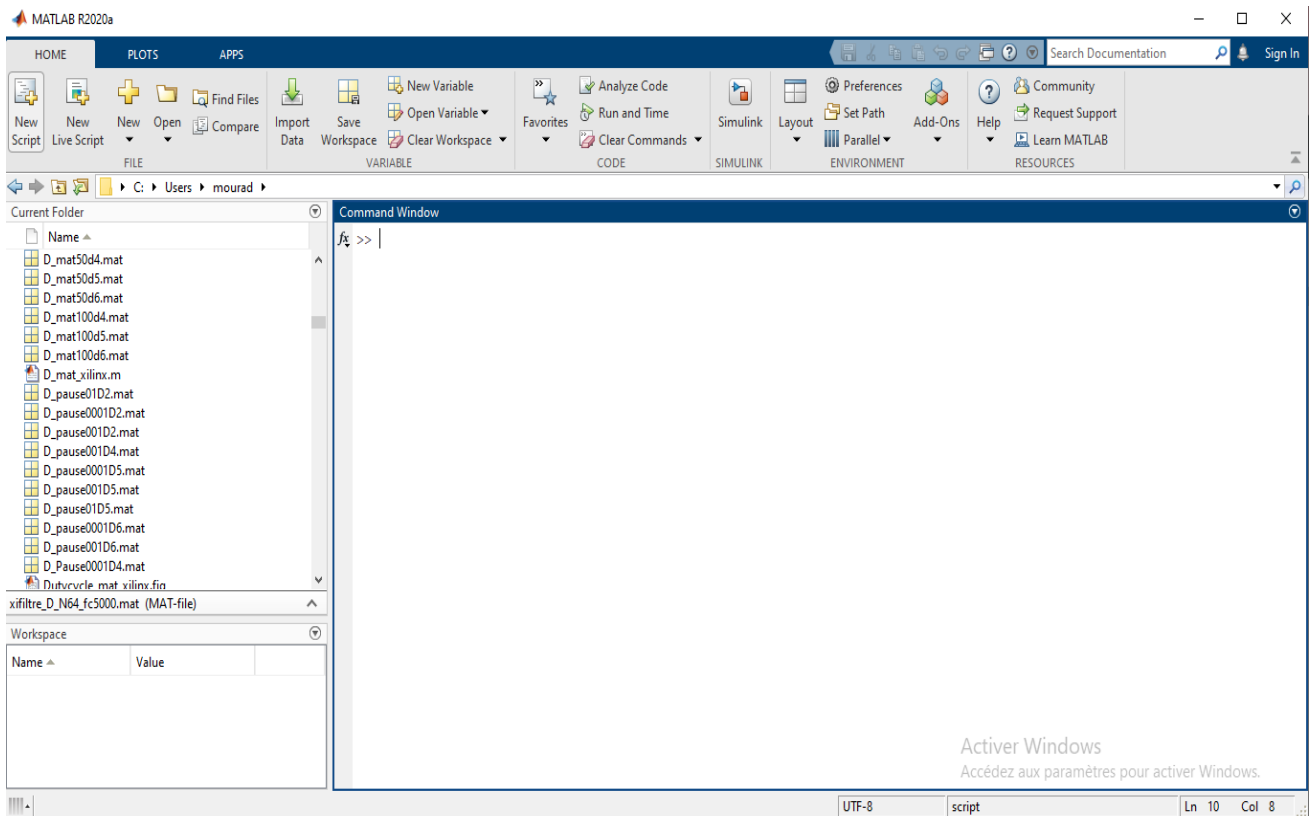 MATLAB R2020a
HOME PLOTS APPS Search Documentation Sign In
New Script
New Live Script
New
Open
Find Files
Compare
FILE
Import Data
Save Workspace
New Variable
Open Variable
Clear Workspace
VARIABLE
Favorites
Analyze Code
Run and Time
Clear Commands
CODE
Simulink
SIMULINK
Layout
Preferences
Set Path
Parallel
Add-Ons
ENVIRONMENT
Help
Community
Request Support
Learn MATLAB
RESOURCES
C: Users mourad
Current Folder
Name
D_mat50d4.mat
D_mat50d5.mat
D_mat50d6.mat
D_mat100d4.mat
D_mat100d5.mat
D_mat100d6.mat
D_mat_xilinx.m
D_pause01D2.mat
D_pause0001D2.mat
D_pause001D2.mat
D_pause001D4.mat
D_pause0001D5.mat
D_pause001D5.mat
D_pause01D5.mat
D_pause0001D6.mat
D_pause001D6.mat
D_Pause0001D4.mat
Dutycycle_mat_xilinx.fig
xifiltre_D_N64_fc5000.mat (MAT-file)
Workspace
Name Value
Command Window
fx >>
Activer Windows
Accédez aux paramètres pour activer Windows.
UTF-8 script Ln 10 Col 8